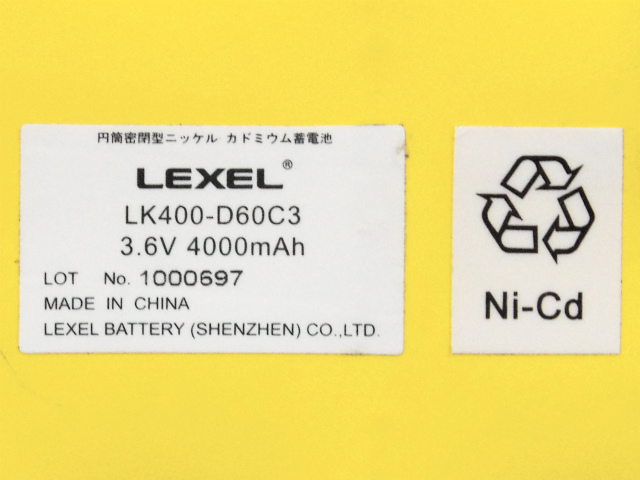 円筒密閉型ニッケル カドミウム蓄電池
LEXEL®
LK400-D60C3
3.6V 4000mAh
LOT No. 1000697
MADE IN CHINA
LEXEL BATTERY (SHENZHEN) CO.,LTD.
Ni-Cd